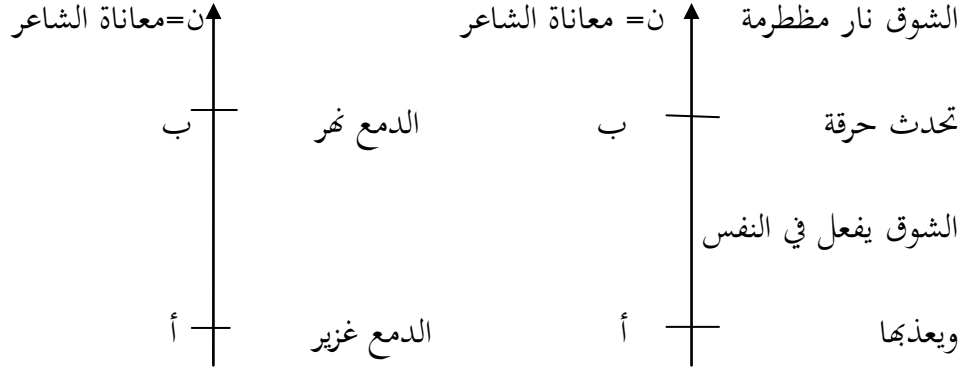 الشوق نار مظطرمة ن= معاناة الشاعر ن=معاناة الشاعر
تحدث حرقة ب الدمع نهر ب
الشوق يفعل في النفس
ويعذبها أ الدمع غزير أ